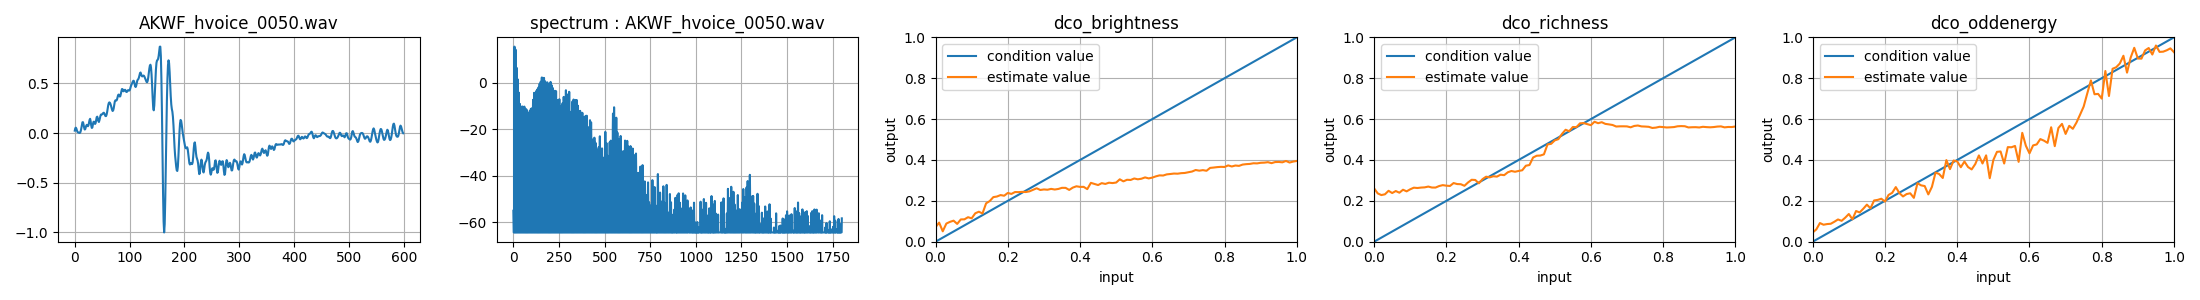 AKWF_hvoice_0050.wav
0.5
0.0
−0.5
−1.0
0 100 200 300 400 500 600
spectrum : AKWF_hvoice_0050.wav
0
−20
−40
−60
0 250 500 750 1000 1250 1500 1750
dco_brightness
condition value
estimate value
output
1.0
0.8
0.6
0.4
0.2
0.0
0.0 0.2 0.4 0.6 0.8 1.0
input
dco_richness
condition value
estimate value
output
1.0
0.8
0.6
0.4
0.2
0.0
0.0 0.2 0.4 0.6 0.8 1.0
input
dco_oddenergy
condition value
estimate value
output
1.0
0.8
0.6
0.4
0.2
0.0
0.0 0.2 0.4 0.6 0.8 1.0
input